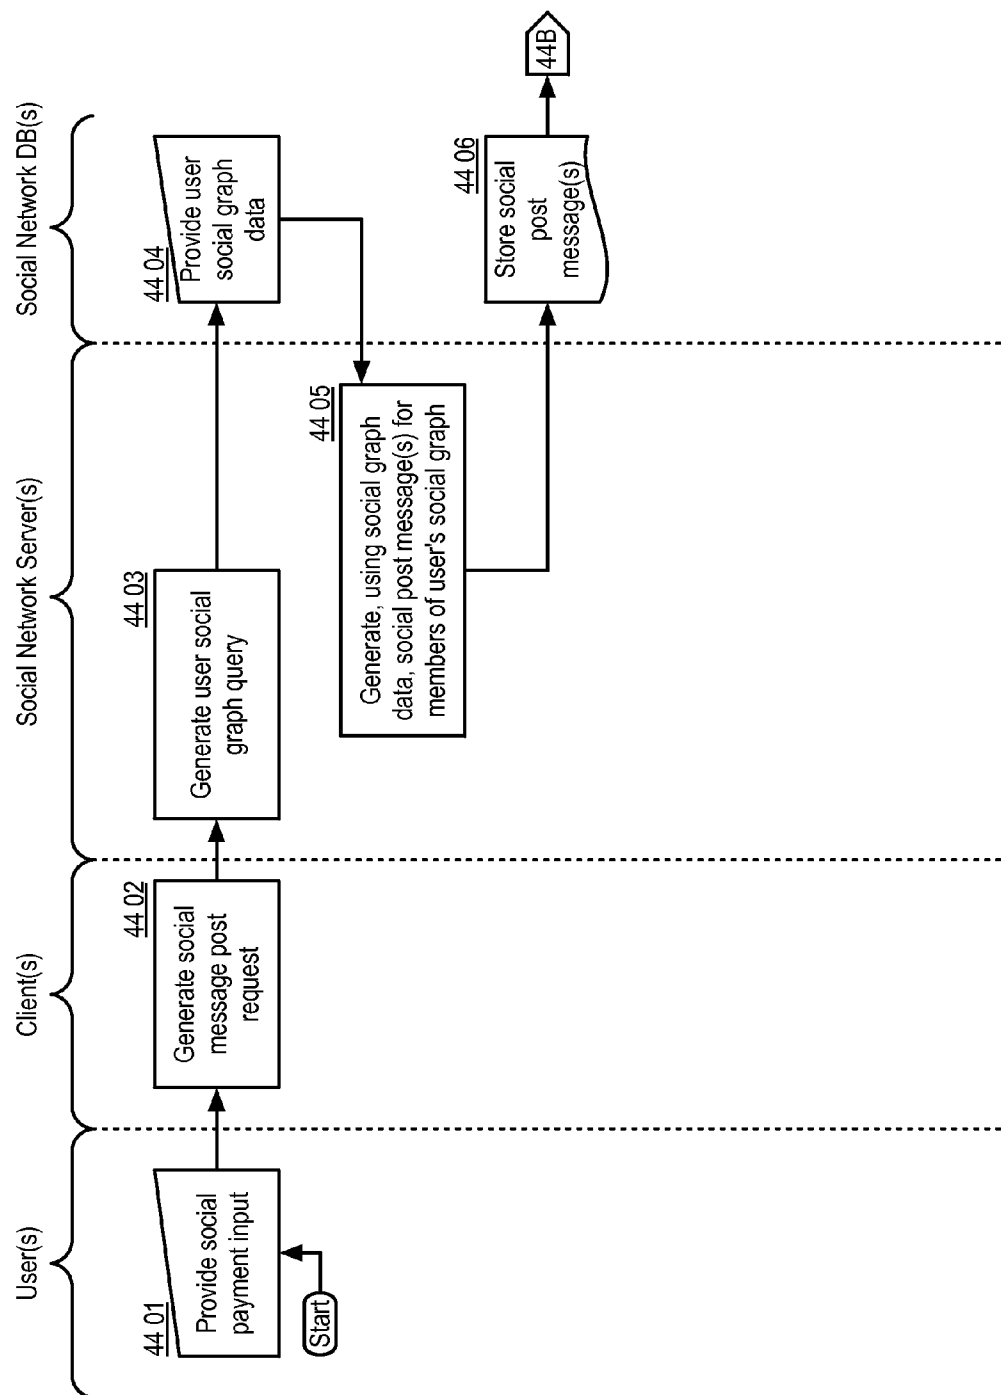 User(s)
Client(s)
Social Network Server(s)
Social Network DB(s)
44 01
Provide social
payment input
Start
44 02
Generate social
message post
request
44 03
Generate user social
graph query
44 04
Provide user
social graph
data
44 05
Generate, using social graph
data, social post message(s) for
members of user's social graph
44 06
Store social
post
message(s)
44B